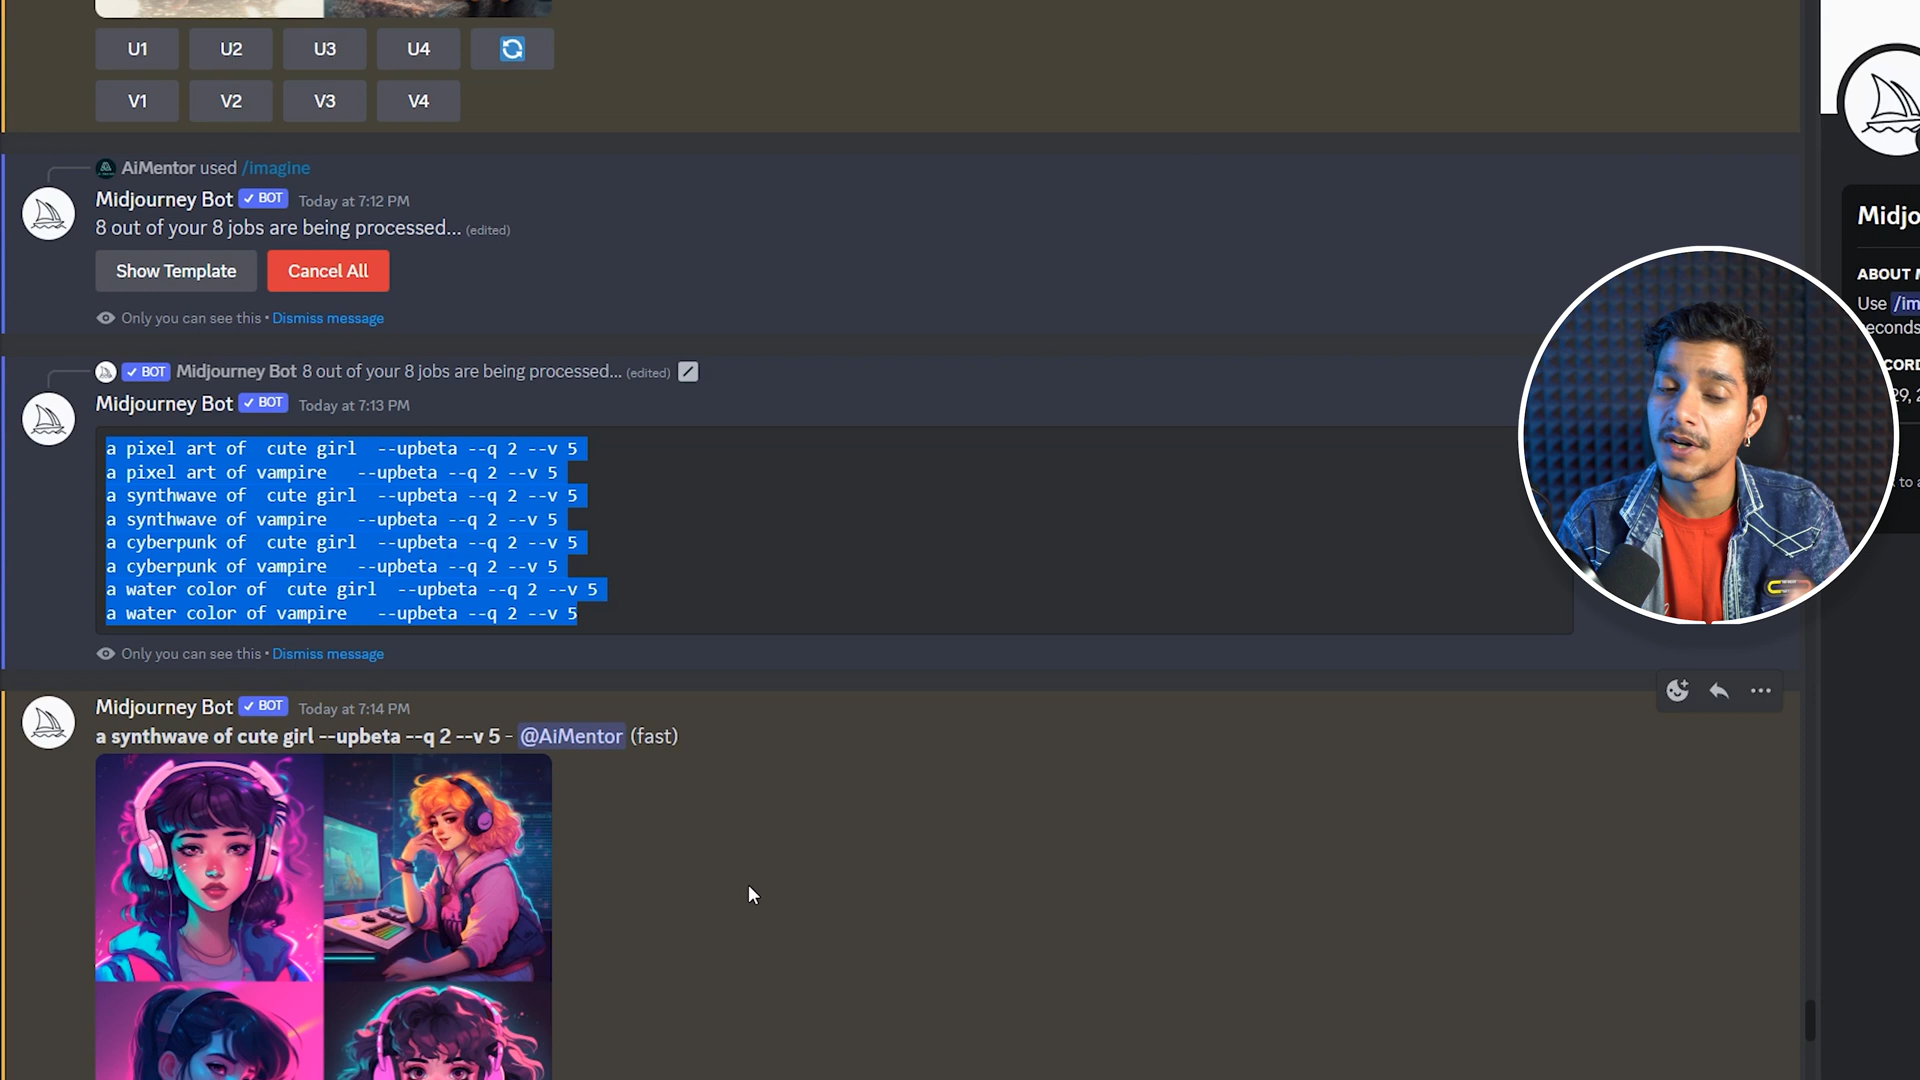 U1 U2 U3 U4
V1 V2 V3 V4
AiMentor used /imagine
Midjourney Bot ✓ BOT Today at 7:12 PM
8 out of your 8 jobs are being processed... (edited)
Show Template Cancel All
Only you can see this • Dismiss message
✓ BOT Midjourney Bot 8 out of your 8 jobs are being processed... (edited)
Midjourney Bot ✓ BOT Today at 7:13 PM
a pixel art of  cute girl  --upbeta --q 2 --v 5
a pixel art of vampire   --upbeta --q 2 --v 5
a synthwave of  cute girl  --upbeta --q 2 --v 5
a synthwave of vampire   --upbeta --q 2 --v 5
a cyberpunk of  cute girl  --upbeta --q 2 --v 5
a cyberpunk of vampire   --upbeta --q 2 --v 5
a water color of  cute girl  --upbeta --q 2 --v 5
a water color of vampire   --upbeta --q 2 --v 5
Only you can see this • Dismiss message
Midjourney Bot ✓ BOT Today at 7:14 PM
a synthwave of cute girl --upbeta --q 2 --v 5 - @AiMentor (fast)
Midjo
ABOUT M
Use /im
econds
CORD
29, 2
to a